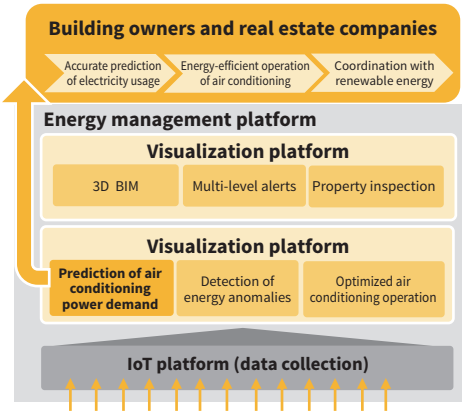 Building owners and real estate companies
Accurate prediction
of electricity usage
Energy-efficient operation
of air conditioning
Coordination with
renewable energy
Energy management platform
Visualization platform
3D BIM
Multi-level alerts
Property inspection
Visualization platform
Prediction of air
conditioning
power demand
Detection of
energy anomalies
Optimized air
conditioning operation
IoT platform (data collection)